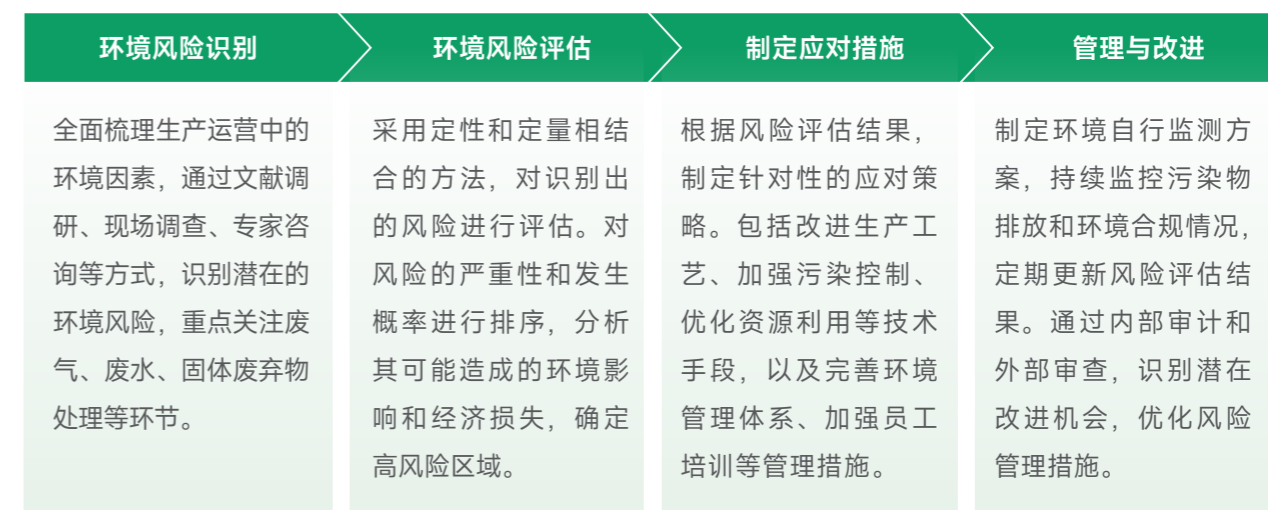 环境风险识别
全面梳理生产运营中的
环境因素，通过文献调
研、现场调查、专家咨
询等方式，识别潜在的
环境风险，重点关注废
气、废水、固体废弃物
处理等环节。
环境风险评估
采用定性和定量相结
合的方法，对识别出
的风险进行评估。对
风险的严重性和发生
概率进行排序，分析
其可能造成的环境影
响和经济损失，确定
高风险区域。
制定应对措施
根据风险评估结果，
制定针对性的应对策
略。包括改进生产工
艺、加强污染控制、
优化资源利用等技术
手段，以及完善环境
管理体系、加强员工
培训等管理措施。
管理与改进
制定环境自行监测方
案，持续监控污染物
排放和环境合规情况，
定期更新风险评估结
果。通过内部审计和
外部审查，识别潜在
改进机会，优化风险
管理措施。